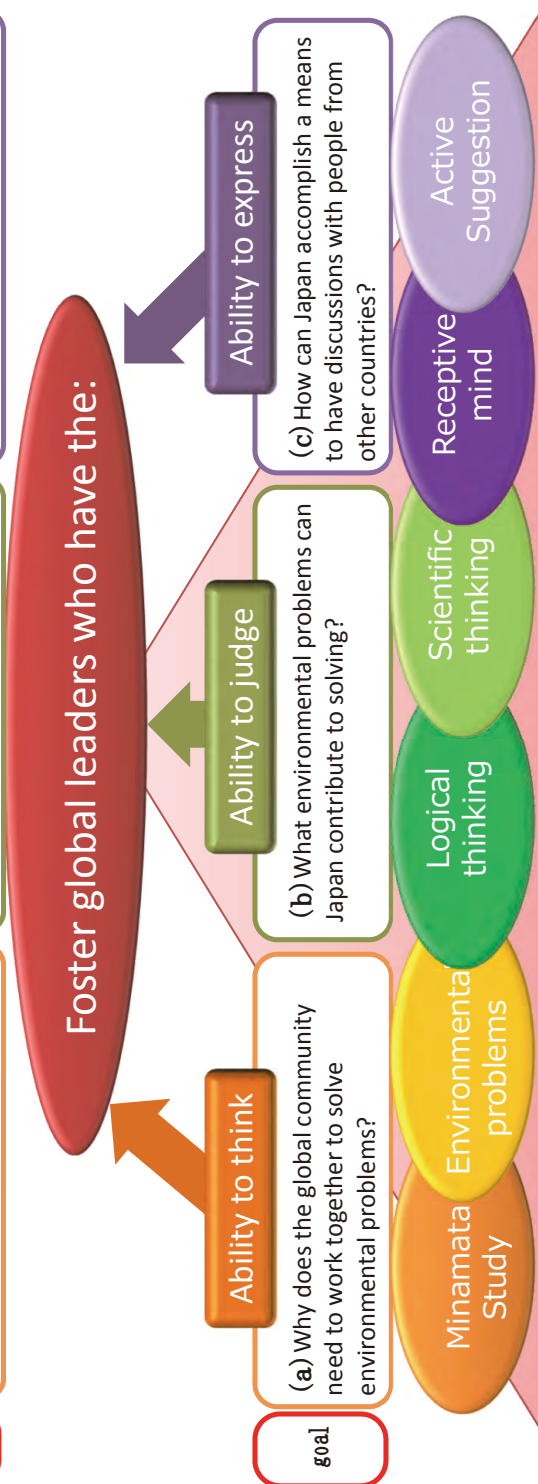 Foster global leaders who have the:
Ability to think
Ability to judge
Ability to express
goal
(a) Why does the global community
need to work together to solve
environmental problems?
(b) What environmental problems can
Japan contribute to solving?
(c) How can Japan accomplish a means
to have discussions with people from
other countries?
Minamata
Study
Environmental
problems
Logical
thinking
Scientific
thinking
Receptive
mind
Active
Suggestion